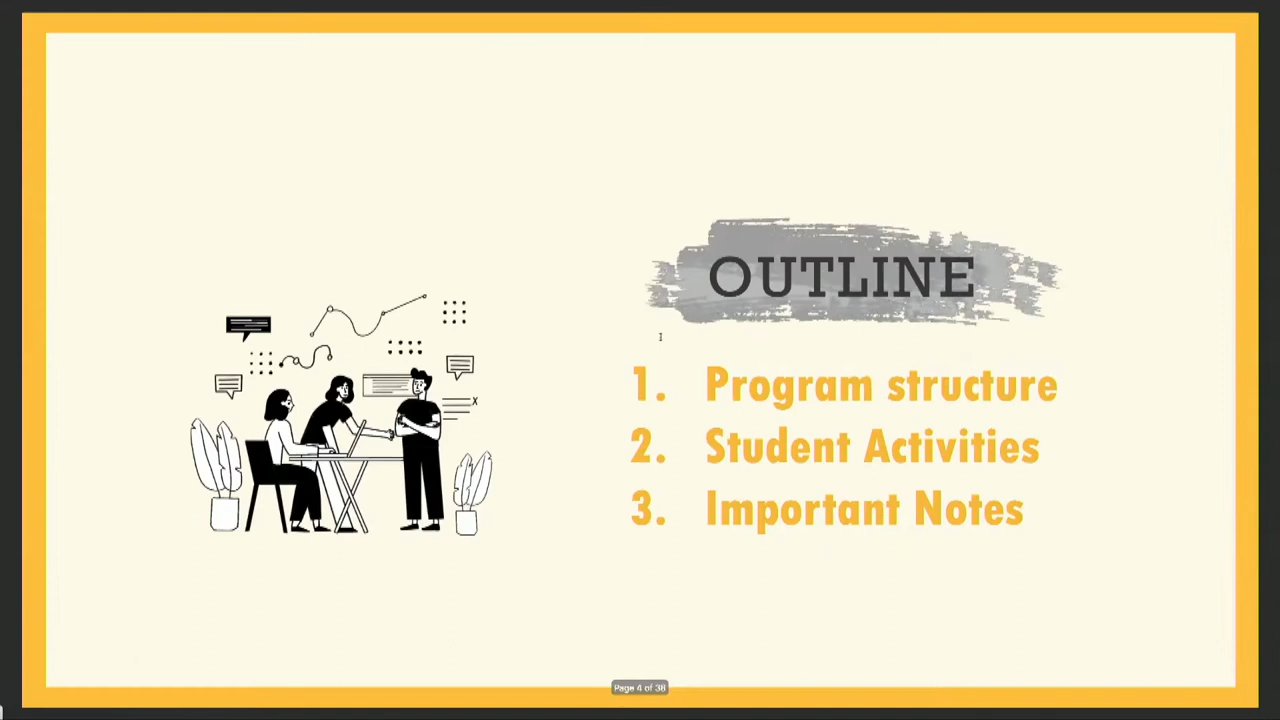 OUTLINE
1. Program structure
2. Student Activities
3. Important Notes
Page 4 of 38